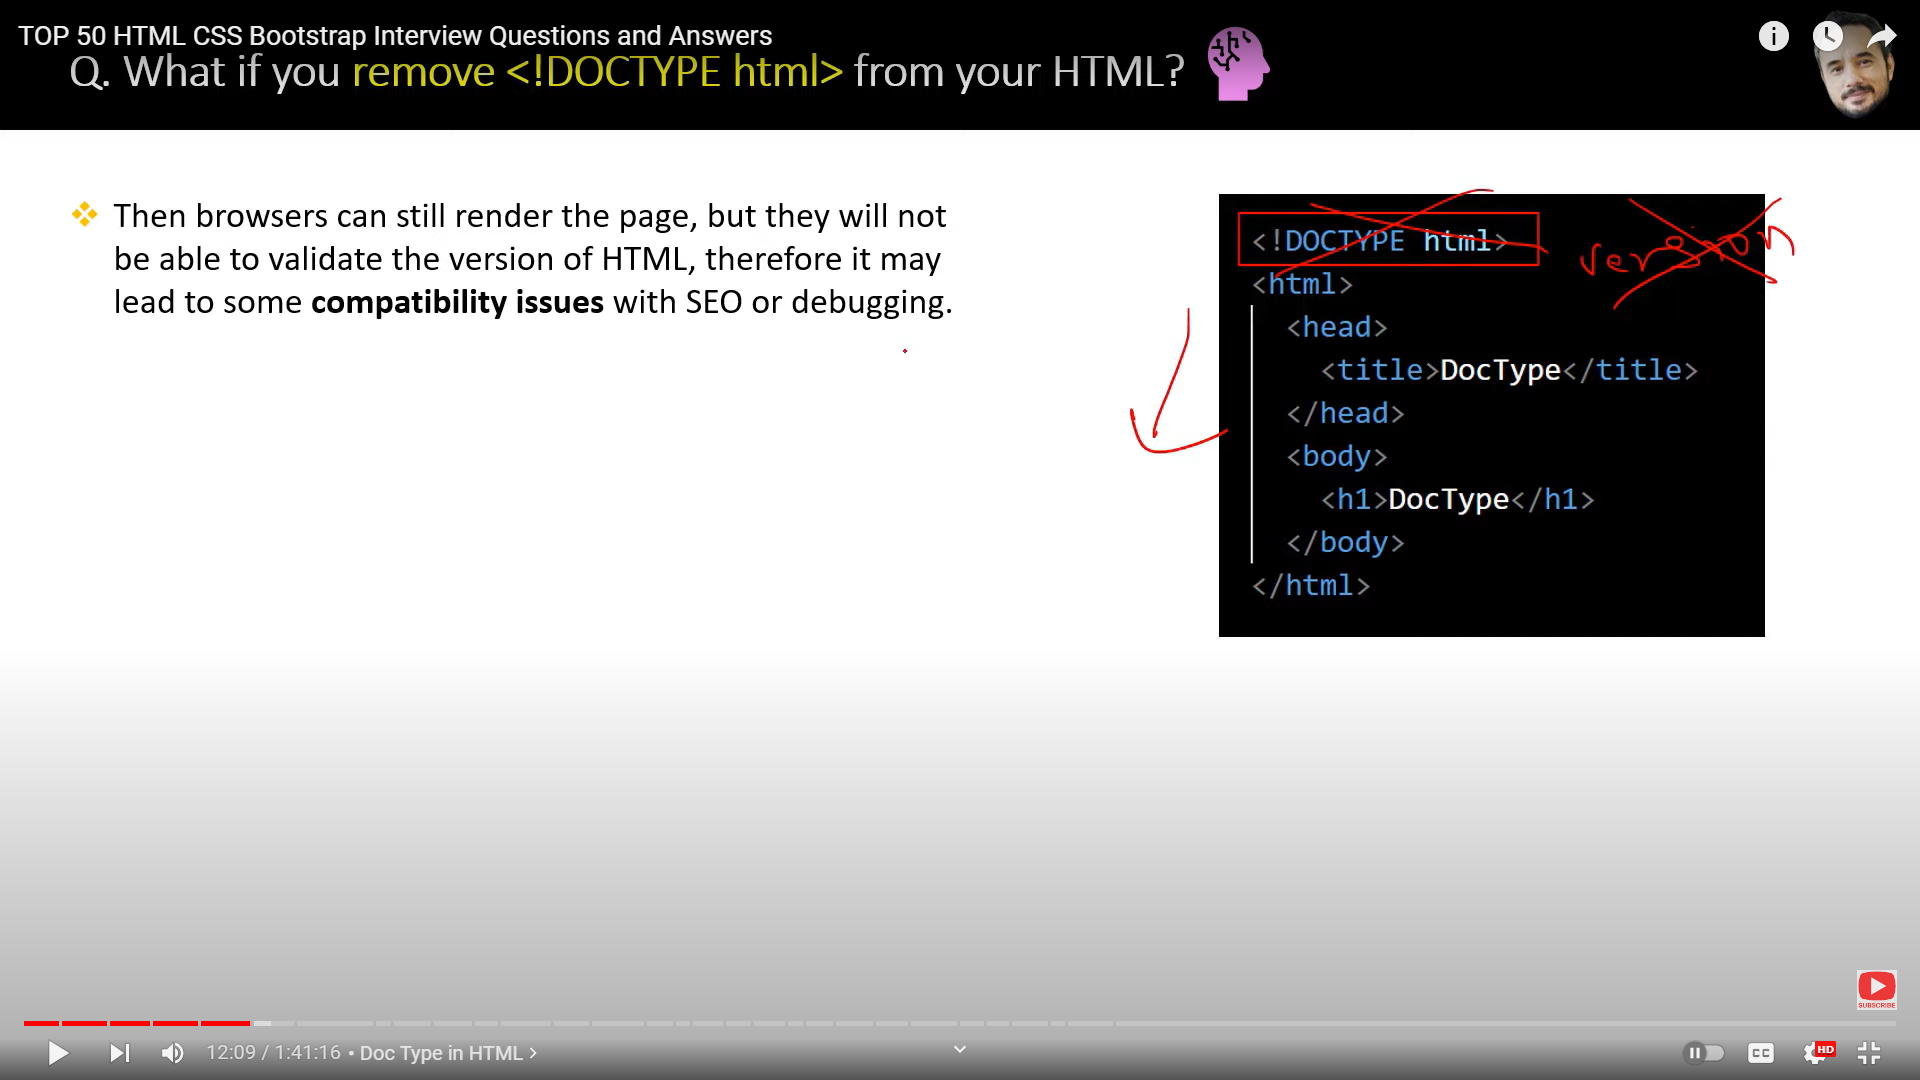 TOP 50 HTML CSS Bootstrap Interview Questions and Answers
Q. What if you remove <!DOCTYPE html> from your HTML?
Then browsers can still render the page, but they will not
be able to validate the version of HTML, therefore it may
lead to some compatibility issues with SEO or debugging.
<!DOCTYPE html>
version
<html>
<head>
<title>DocType</title>
</head>
<body>
<h1>DocType</h1>
</body>
</html>
SUBSCRIBE
12:09 / 1:41:16 • Doc Type in HTML >
CC
HD